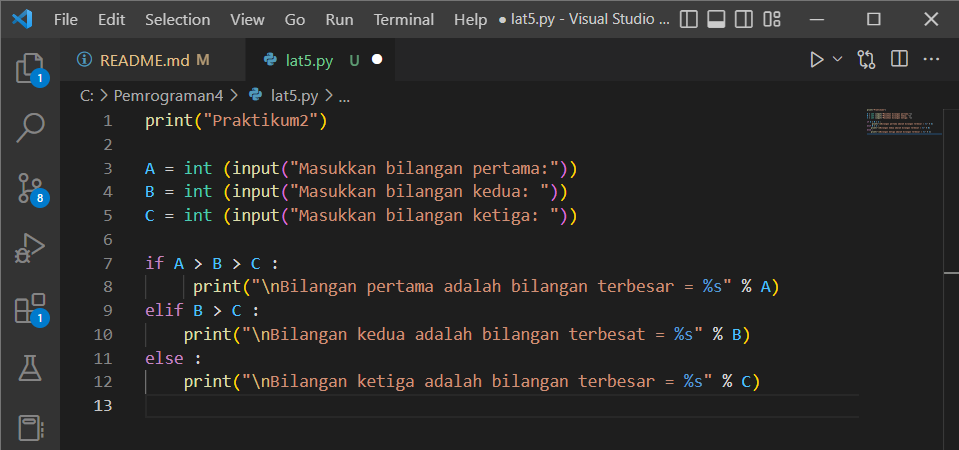 File Edit Selection View Go Run Terminal Help ● lat5.py - Visual Studio ...
README.md M lat5.py U
C: > Pemrograman4 > lat5.py > ...
1 print("Praktikum2")
2
3 A = int (input("Masukkan bilangan pertama:"))
4 B = int (input("Masukkan bilangan kedua: "))
5 C = int (input("Masukkan bilangan ketiga: "))
6
7 if A > B > C :
8 print("\nBilangan pertama adalah bilangan terbesar = %s" % A)
9 elif B > C :
10 print("\nBilangan kedua adalah bilangan terbesat = %s" % B)
11 else :
12 print("\nBilangan ketiga adalah bilangan terbesar = %s" % C)
13
1
8
1